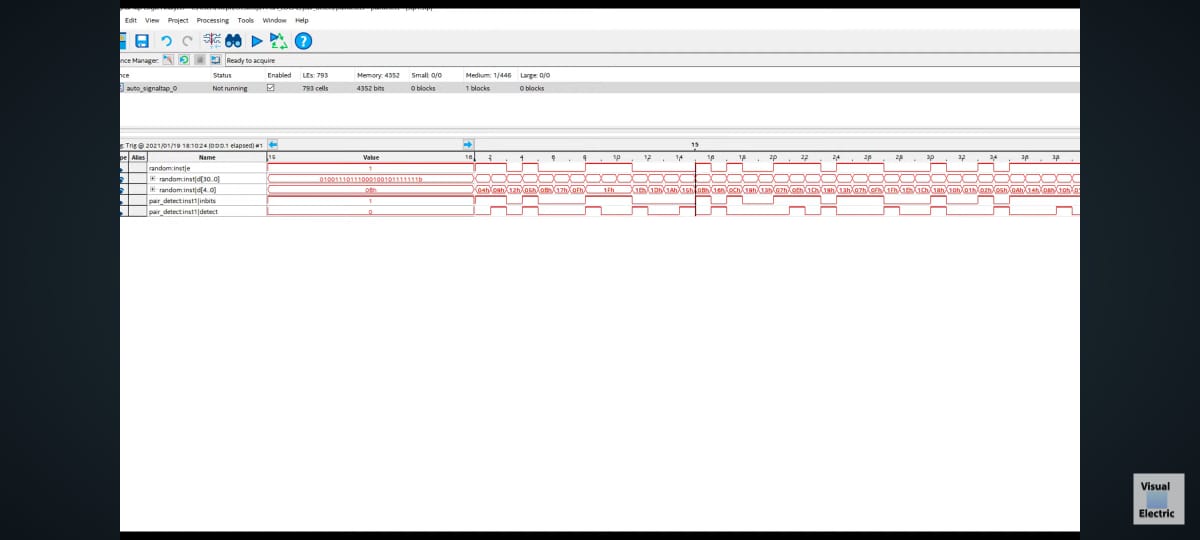 Edit View Project Processing Tools Window Help
nce Manager: Ready to acquire
nce Status Enabled LEs: 793 Memory: 4352 Small: 0/0 Medium: 1/446 Large: 0/0
auto_signaltap_0 Not running 793 cells 4352 bits 0 blocks 1 blocks 0 blocks
Trig @ 2021/01/19 18:10:24 (0:0:0.1 elapsed) #1 15
pe Alias Name 15 Value 16 2 4 6 8 10 12 14 16 18 20 22 24 26 28 30 32 34 36 38
random:inst|e 1
random:inst|d[30..0] 0100111011100010010111111111b
random:inst|d[4..0] 08h 04h 09h 12h 05h 0Bh 17h 0Fh 1Fh 1Eh 1Dh 1Ah 15h 0Bh 16h 0Ch 19h 13h 07h 0Eh 1Ch 19h 13h 07h 0Fh 1Fh 1Eh 1Ch 18h 10h 01h 02h 05h 0Ah 14h 08h 10h
pair_detect:inst1|inbits 1
pair_detect:inst1|detect 0
Visual
Electric